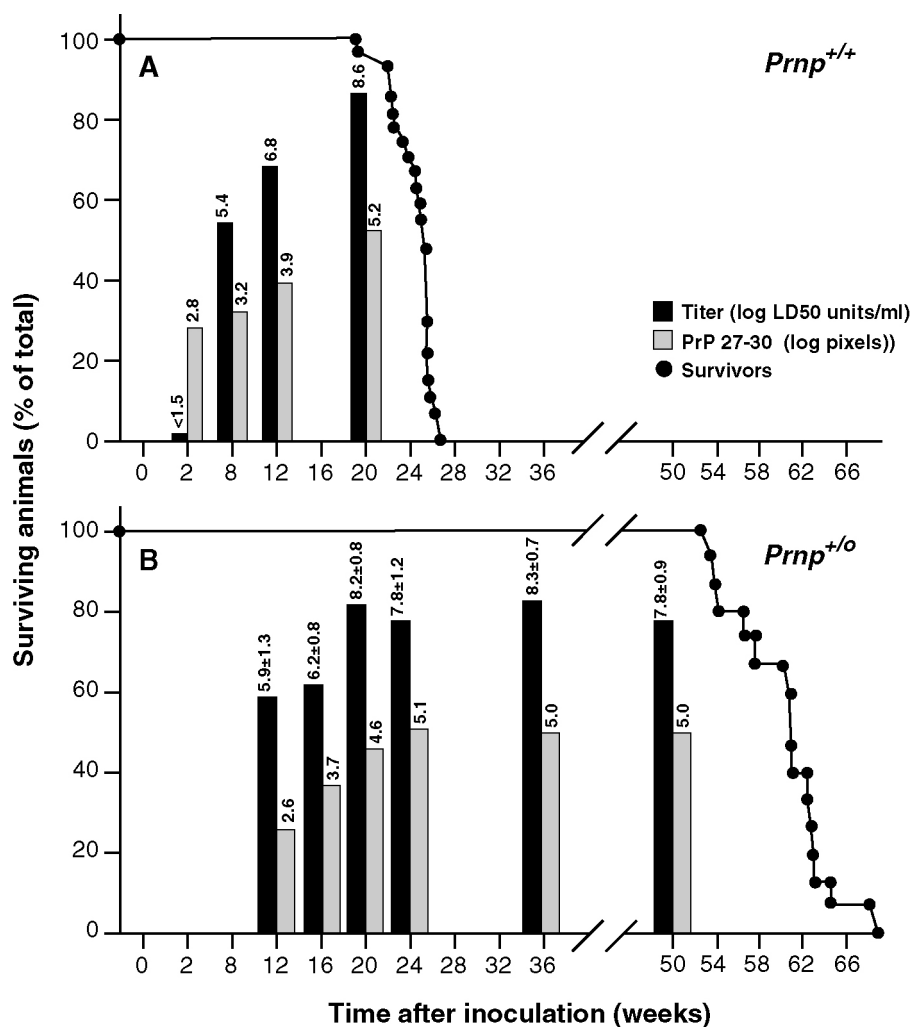 100
80
60
40
20
0
A
Prnp+/+
<1.5
2.8
5.4
3.2
6.8
3.9
8.6
5.2
Titer (log LD50 units/ml)
PrP 27-30 (log pixels))
Survivors
0 2 8 12 16 20 24 28 32 36 50 54 58 62 66
Surviving animals (% of total)
100
80
60
40
20
0
B
Prnp+/o
5.9±1.3
2.6
6.2±0.8
3.7
8.2±0.8
4.6
7.8±1.2
5.1
8.3±0.7
5.0
7.8±0.9
5.0
0 2 8 12 16 20 24 28 32 36 50 54 58 62 66
Time after inoculation (weeks)